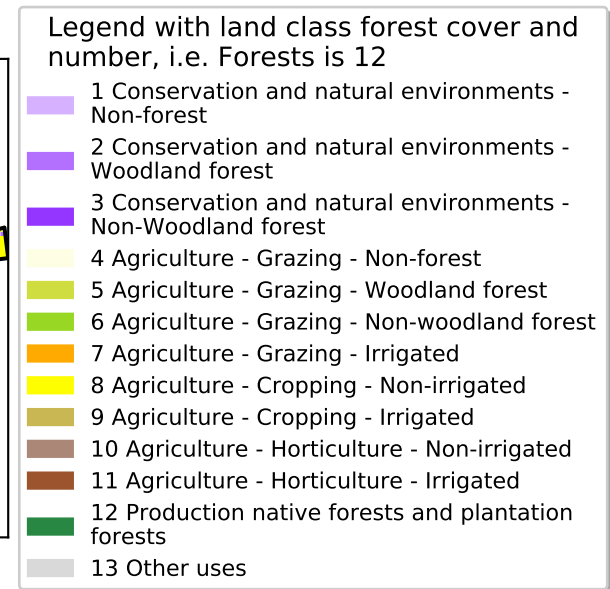 Legend with land class forest cover and
number, i.e. Forests is 12
1 Conservation and natural environments -
Non-forest
2 Conservation and natural environments -
Woodland forest
3 Conservation and natural environments -
Non-Woodland forest
4 Agriculture - Grazing - Non-forest
5 Agriculture - Grazing - Woodland forest
6 Agriculture - Grazing - Non-woodland forest
7 Agriculture - Grazing - Irrigated
8 Agriculture - Cropping - Non-irrigated
9 Agriculture - Cropping - Irrigated
10 Agriculture - Horticulture - Non-irrigated
11 Agriculture - Horticulture - Irrigated
12 Production native forests and plantation
forests
13 Other uses